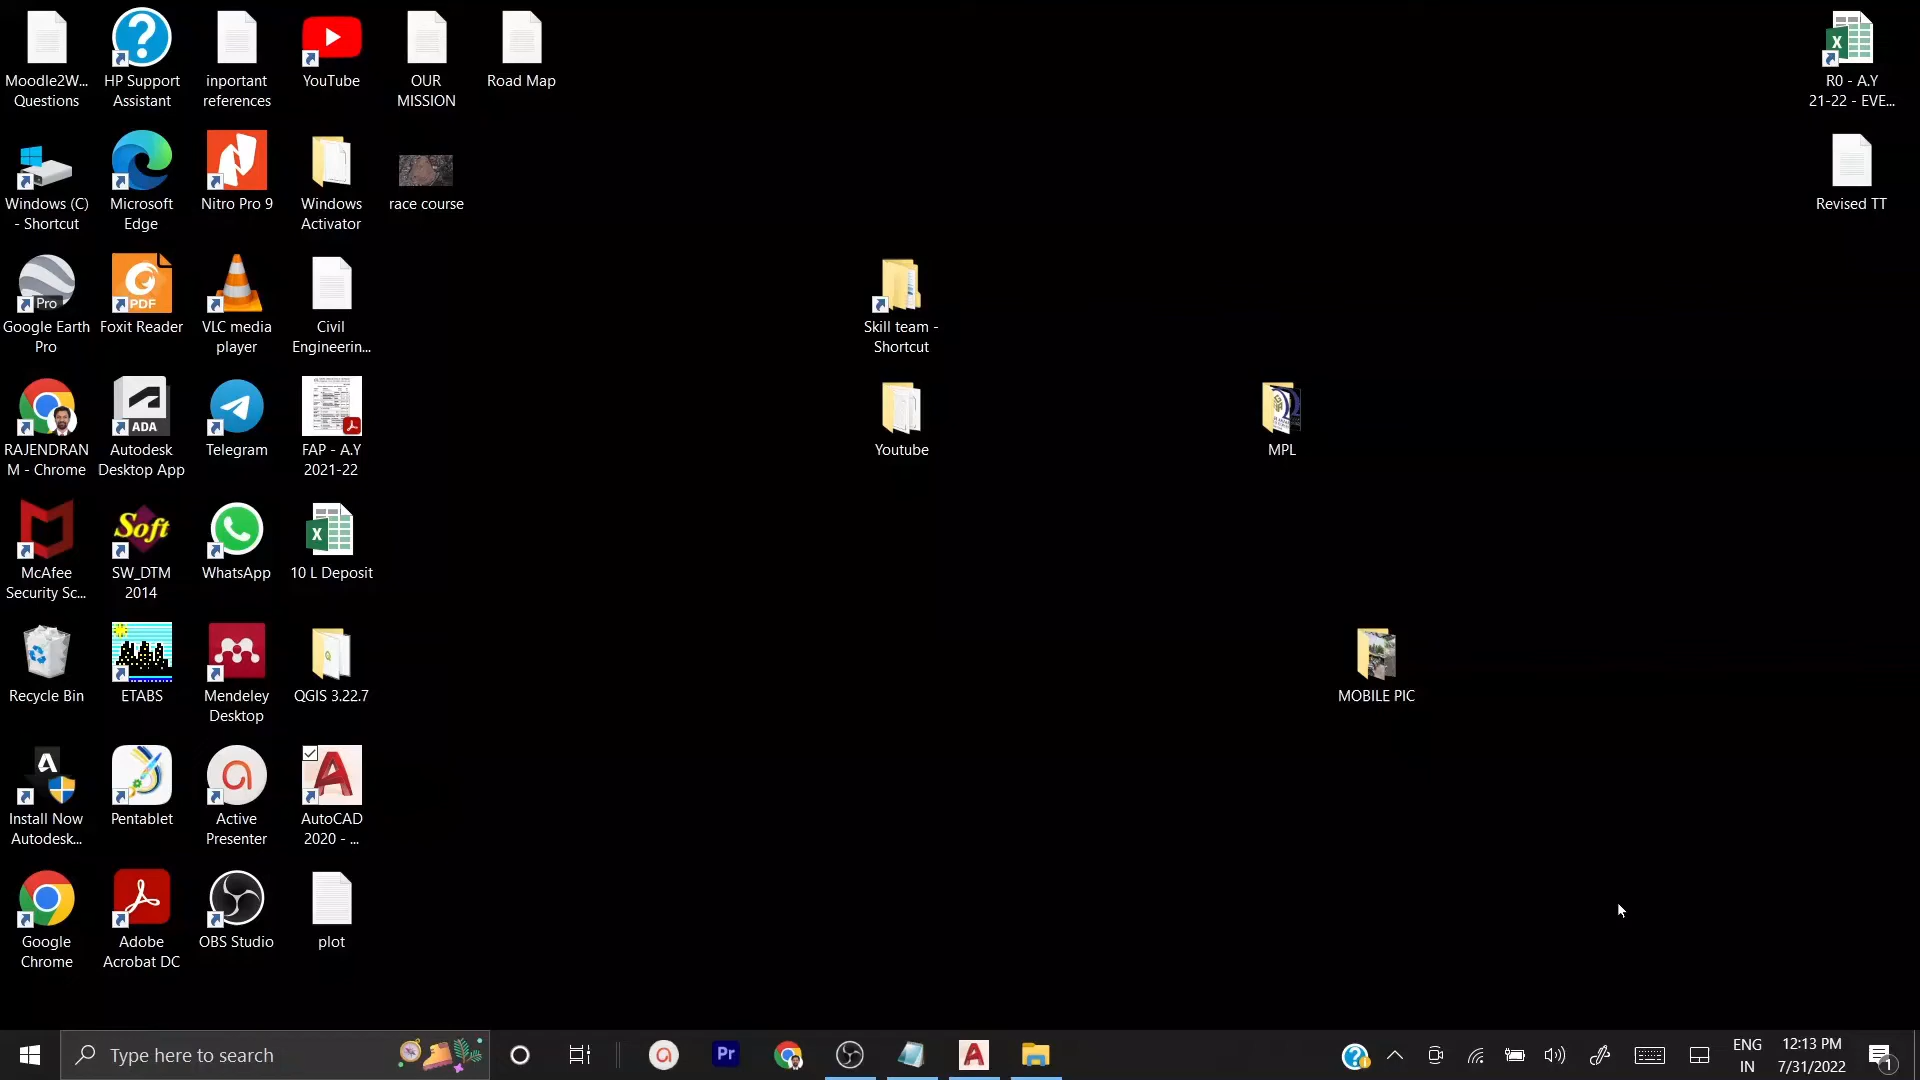 Moodle2W...
Questions
HP Support
Assistant
inportant
references
YouTube
OUR
MISSION
Road Map
R0 - A.Y
21-22 - EVE...
Windows (C)
- Shortcut
Microsoft
Edge
Nitro Pro 9
Windows
Activator
race course
Revised TT
Pro
Google Earth
Pro
PDF
Foxit Reader
VLC media
player
Civil
Engineerin...
Skill team -
Shortcut
RAJENDRAN
M - Chrome
ADA
Autodesk
Desktop App
Telegram
FAP - A.Y
2021-22
Youtube
MPL
McAfee
Security Sc...
Soft
SW_DTM
2014
WhatsApp
X
10 L Deposit
Recycle Bin
ETABS
Mendeley
Desktop
QGIS 3.22.7
MOBILE PIC
Install Now
Autodesk...
Pentablet
Active
Presenter
AutoCAD
2020 - ...
Google
Chrome
Adobe
Acrobat DC
OBS Studio
plot
Type here to search
Pr
ENG
IN
12:13 PM
7/31/2022
1